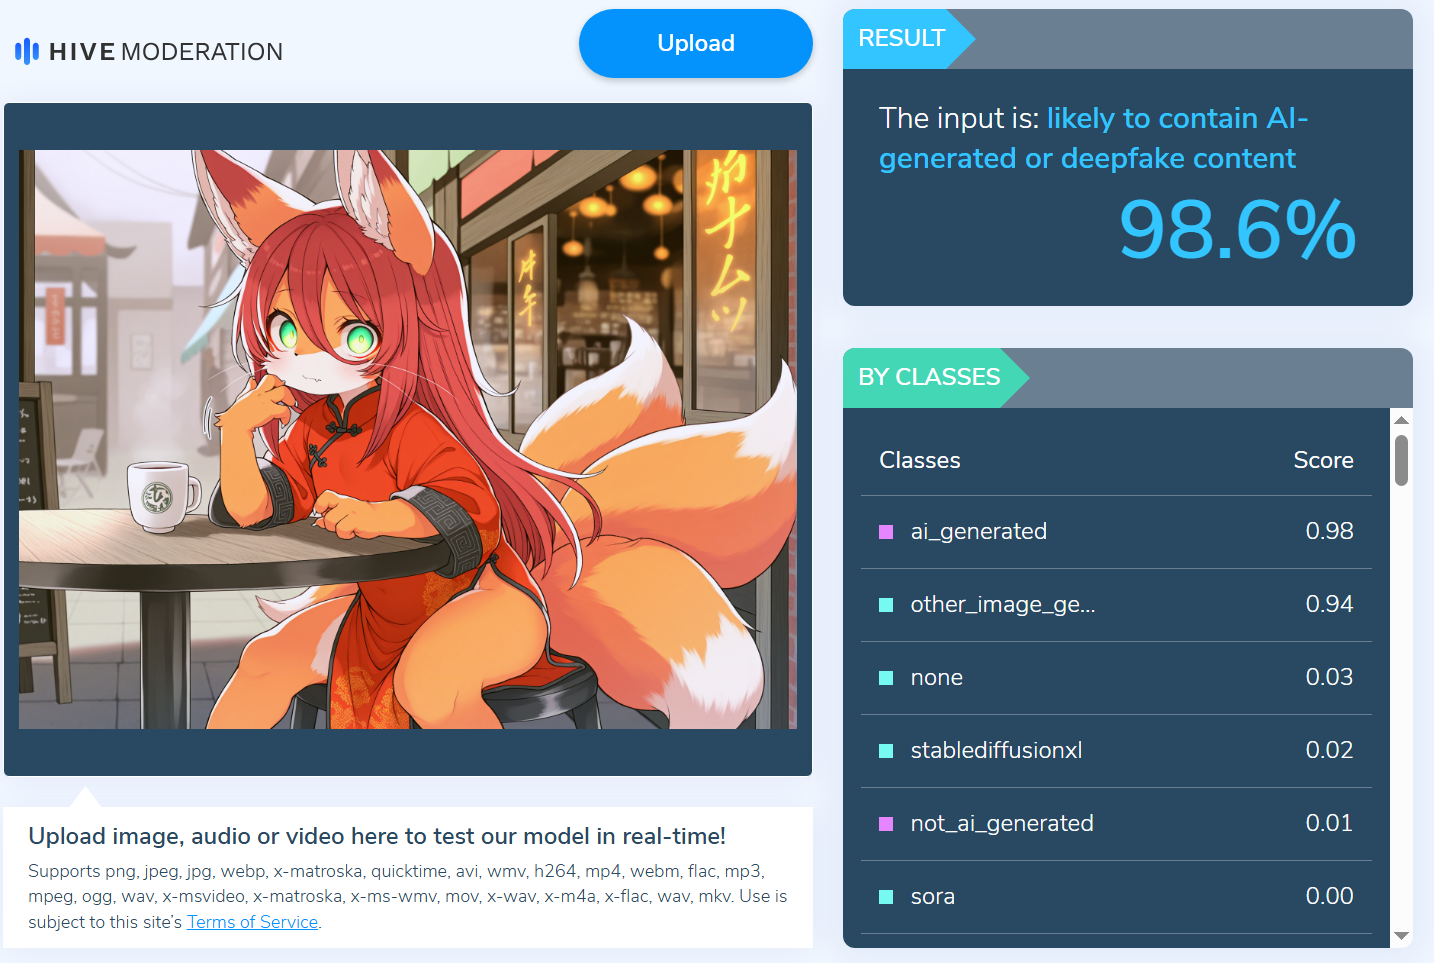 HIVE MODERATION
Upload
Upload image, audio or video here to test our model in real-time!
Supports png, jpeg, jpg, webp, x-matroska, quicktime, avi, wmv, h264, mp4, webm, flac, mp3,
mpeg, ogg, wav, x-msvideo, x-matroska, x-ms-wmv, mov, x-wav, x-m4a, x-flac, wav, mkv. Use is
subject to this site’s Terms of Service.
RESULT
The input is: likely to contain AI-
generated or deepfake content
98.6%
BY CLASSES
Classes Score
ai_generated 0.98
other_image_ge... 0.94
none 0.03
stablediffusionxl 0.02
not_ai_generated 0.01
sora 0.00